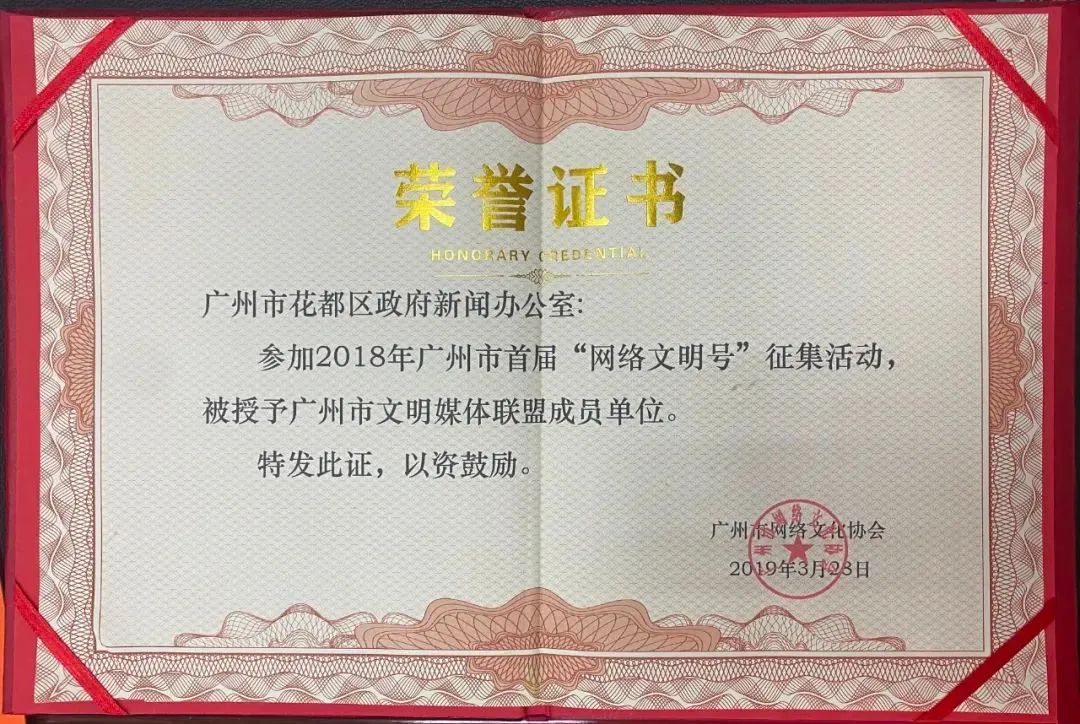 荣誉证书
HONORARY CREDENTIAL
广州市花都区政府新闻办公室:
参加2018年广州市首届“网络文明号”征集活动，
被授予广州市文明媒体联盟成员单位。
特发此证，以资鼓励。
广州市网络文化协会
2019年3月28日